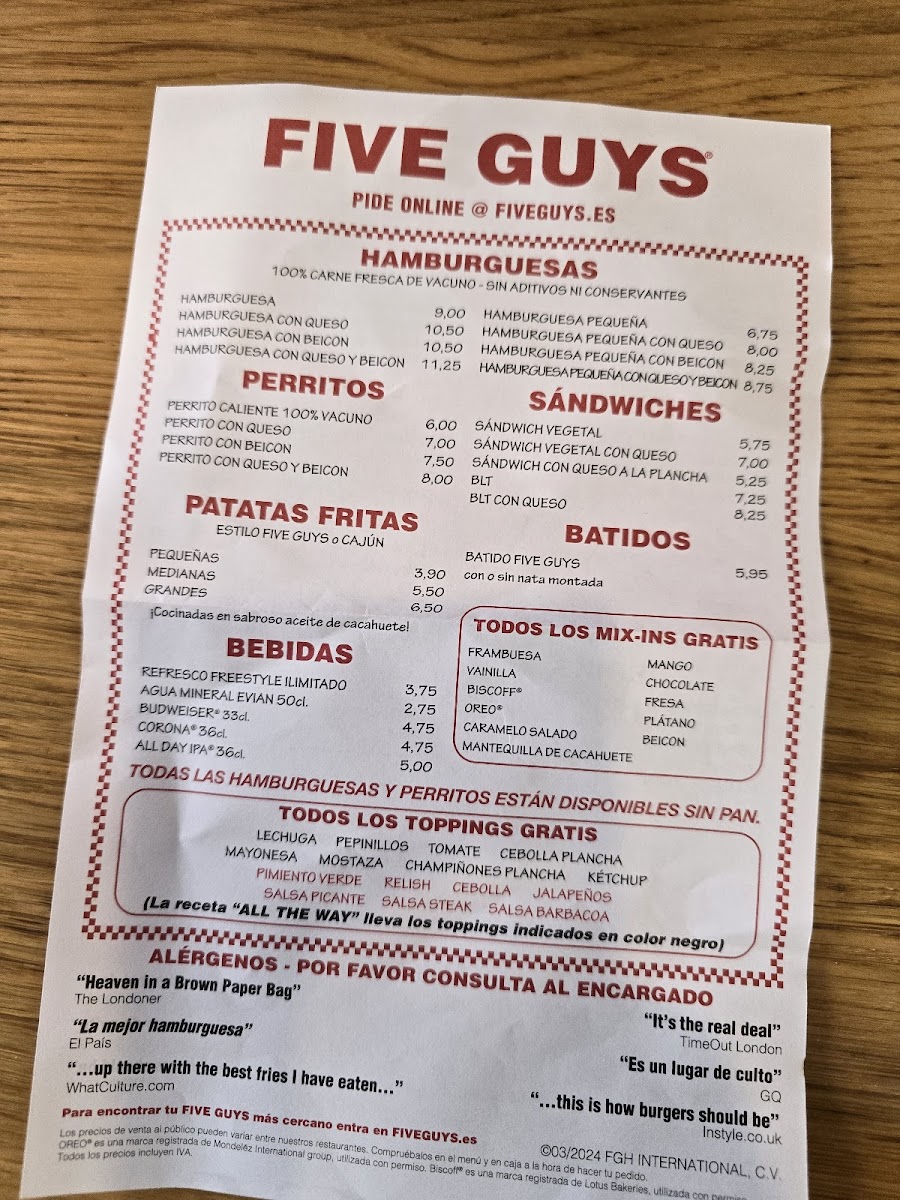 FIVE GUYS®
PIDE ONLINE @ FIVEGUYS.ES
HAMBURGUESAS
100% CARNE FRESCA DE VACUNO - SIN ADITIVOS NI CONSERVANTES
HAMBURGUESA 9,00
HAMBURGUESA CON QUESO 10,50
HAMBURGUESA CON BEICON 10,50
HAMBURGUESA CON QUESO Y BEICON 11,25
HAMBURGUESA PEQUEÑA 6,75
HAMBURGUESA PEQUEÑA CON QUESO 8,00
HAMBURGUESA PEQUEÑA CON BEICON 8,25
HAMBURGUESA PEQUEÑA CON QUESO Y BEICON 8,75
PERRITOS
PERRITO CALIENTE 100% VACUNO 6,00
PERRITO CON QUESO 7,00
PERRITO CON BEICON 7,50
PERRITO CON QUESO Y BEICON 8,00
SÁNDWICHES
SÁNDWICH VEGETAL 5,75
SÁNDWICH VEGETAL CON QUESO 7,00
SÁNDWICH CON QUESO A LA PLANCHA 5,25
BLT 7,25
BLT CON QUESO 8,25
PATATAS FRITAS
ESTILO FIVE GUYS o CAJÚN
PEQUEÑAS 3,90
MEDIANAS 5,50
GRANDES 6,50
¡Cocinadas en sabroso aceite de cacahuete!
BATIDOS
BATIDO FIVE GUYS 5,95
con o sin nata montada
TODOS LOS MIX-INS GRATIS
FRAMBUESA
VAINILLA
BISCOFF®
OREO®
CARAMELO SALADO
MANTEQUILLA DE CACAHUETE
MANGO
CHOCOLATE
FRESA
PLÁTANO
BEICON
BEBIDAS
REFRESCO FREESTYLE ILIMITADO 3,75
AGUA MINERAL EVIAN 50cl. 2,75
BUDWEISER® 33cl. 4,75
CORONA® 36cl. 4,75
ALL DAY IPA® 36cl. 5,00
TODAS LAS HAMBURGUESAS Y PERRITOS ESTÁN DISPONIBLES SIN PAN.
TODOS LOS TOPPINGS GRATIS
LECHUGA PEPINILLOS TOMATE CEBOLLA PLANCHA
MAYONESA MOSTAZA CHAMPIÑONES PLANCHA KÉTCHUP
PIMIENTO VERDE RELISH CEBOLLA JALAPEÑOS
SALSA PICANTE SALSA STEAK SALSA BARBACOA
(La receta “ALL THE WAY” lleva los toppings indicados en color negro)
ALÉRGENOS - POR FAVOR CONSULTA AL ENCARGADO
“Heaven in a Brown Paper Bag”
The Londoner
“La mejor hamburguesa”
El País
“...up there with the best fries I have eaten...”
WhatCulture.com
“It's the real deal”
TimeOut London
“Es un lugar de culto”
GQ
“...this is how burgers should be”
Instyle.co.uk
Para encontrar tu FIVE GUYS más cercano entra en FIVEGUYS.es
©03/2024 FGH INTERNATIONAL, C.V.
Los precios de venta al público pueden variar entre nuestros restaurantes. Compruébalos en el menú y en caja a la hora de hacer tu pedido.
OREO® es una marca registrada de Mondelēz International group, utilizada con permiso. Biscoff® es una marca registrada de Lotus Bakeries, utilizada con permiso
Todos los precios incluyen IVA.